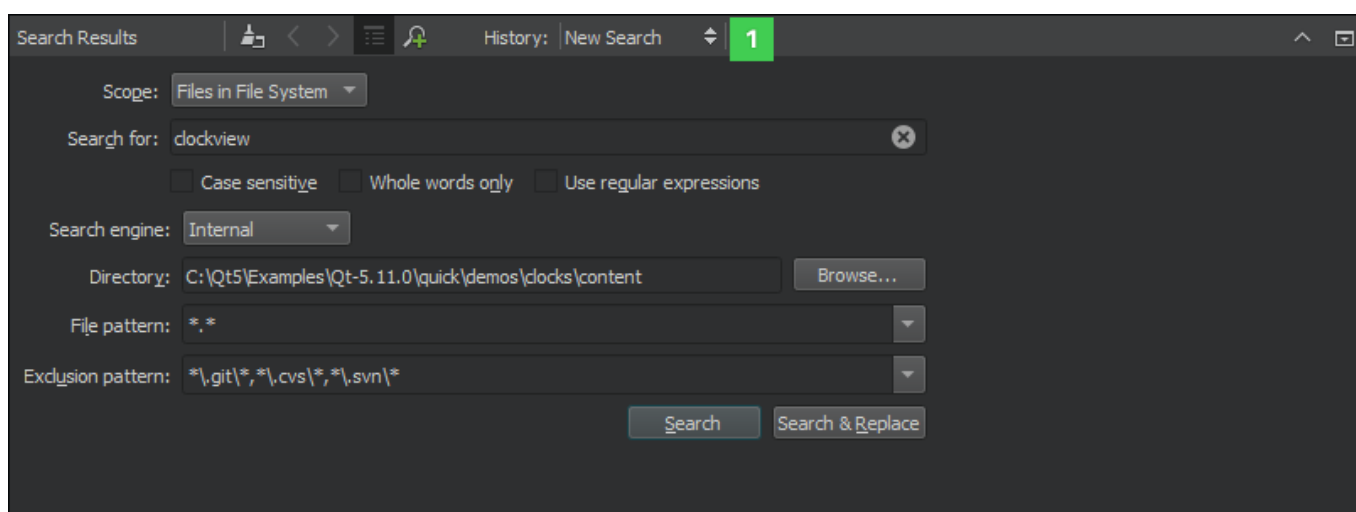 Search Results History: New Search 1
Scope: Files in File System
Search for: clockview
Case sensitive Whole words only Use regular expressions
Search engine: Internal
Directory: C:\Qt5\Examples\Qt-5.11.0\quick\demos\clocks\content Browse...
File pattern: *.*
Exclusion pattern: *\.git\*,*\.cvs\*,*\.svn\*
Search Search & Replace